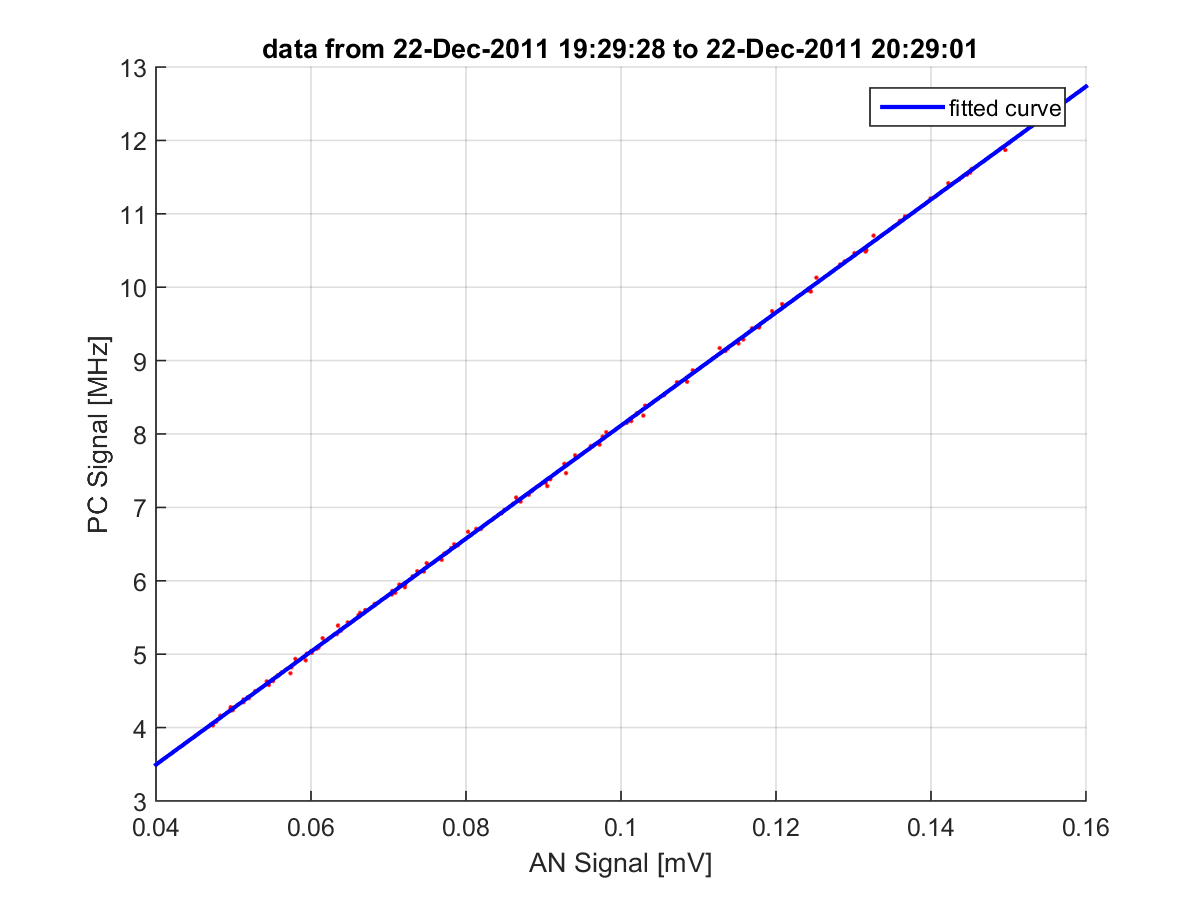 data from 22-Dec-2011 19:29:28 to 22-Dec-2011 20:29:01
fitted curve
13
12
11
10
9
8
7
6
5
4
3
PC Signal [MHz]
0.04 0.06 0.08 0.1 0.12 0.14 0.16
AN Signal [mV]